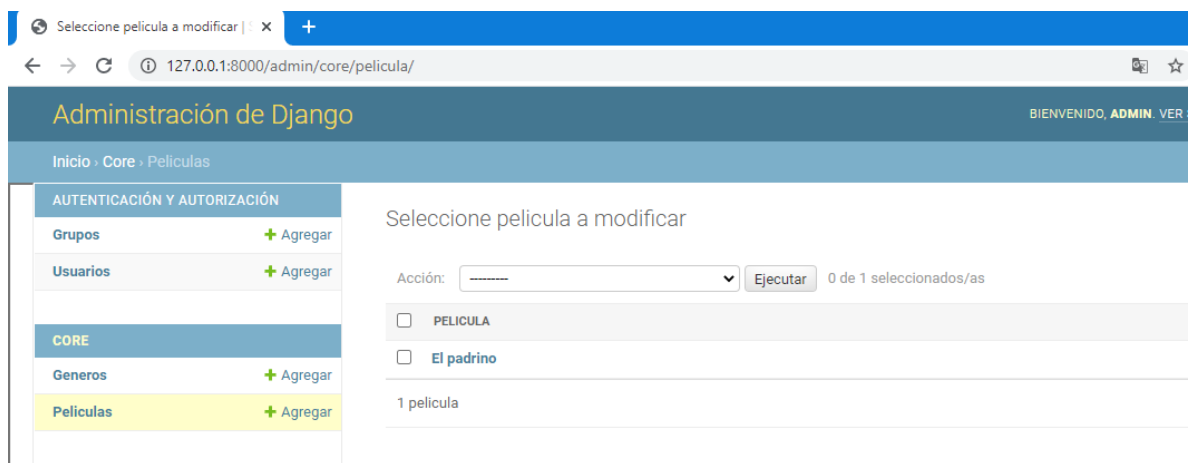 Seleccione pelicula a modificar |
127.0.0.1:8000/admin/core/pelicula/
Administración de Django
BIENVENIDO, ADMIN. VER
Inicio › Core › Peliculas
AUTENTICACIÓN Y AUTORIZACIÓN
Grupos + Agregar
Usuarios + Agregar
CORE
Generos + Agregar
Peliculas + Agregar
Seleccione pelicula a modificar
Acción: --------- Ejecutar 0 de 1 seleccionados/as
PELICULA
El padrino
1 pelicula